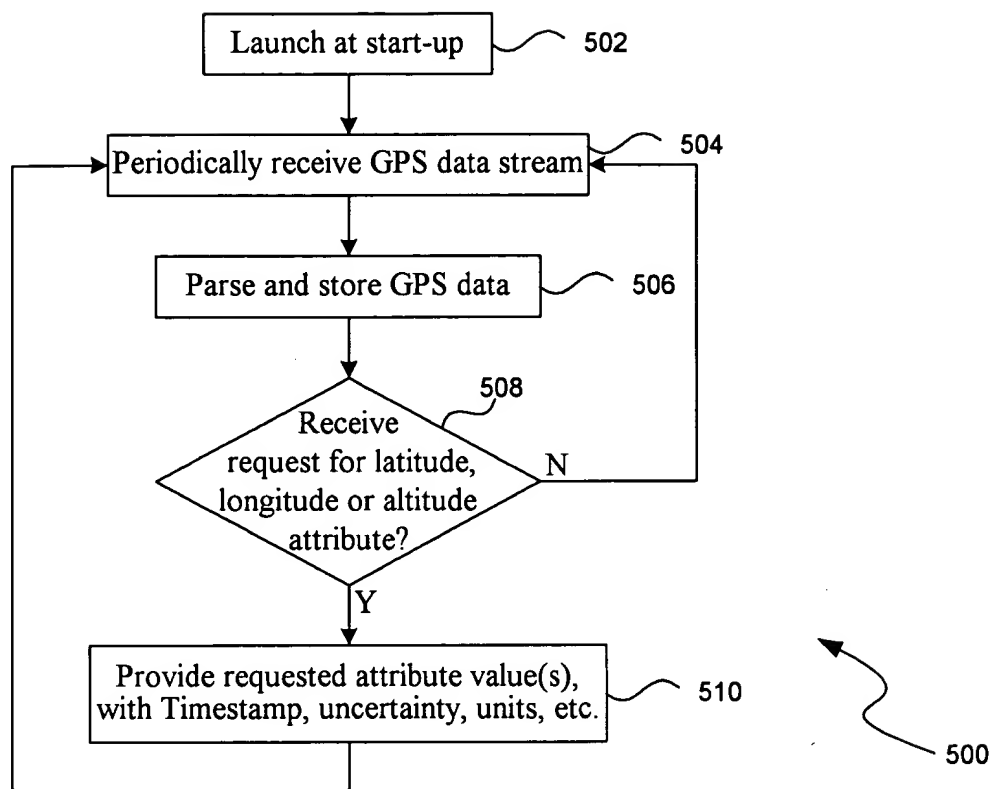 Launch at start-up
502
Periodically receive GPS data stream
504
Parse and store GPS data
506
508
Receive
request for latitude,
longitude or altitude
attribute?
N
Y
Provide requested attribute value(s),
with Timestamp, uncertainty, units, etc.
510
500